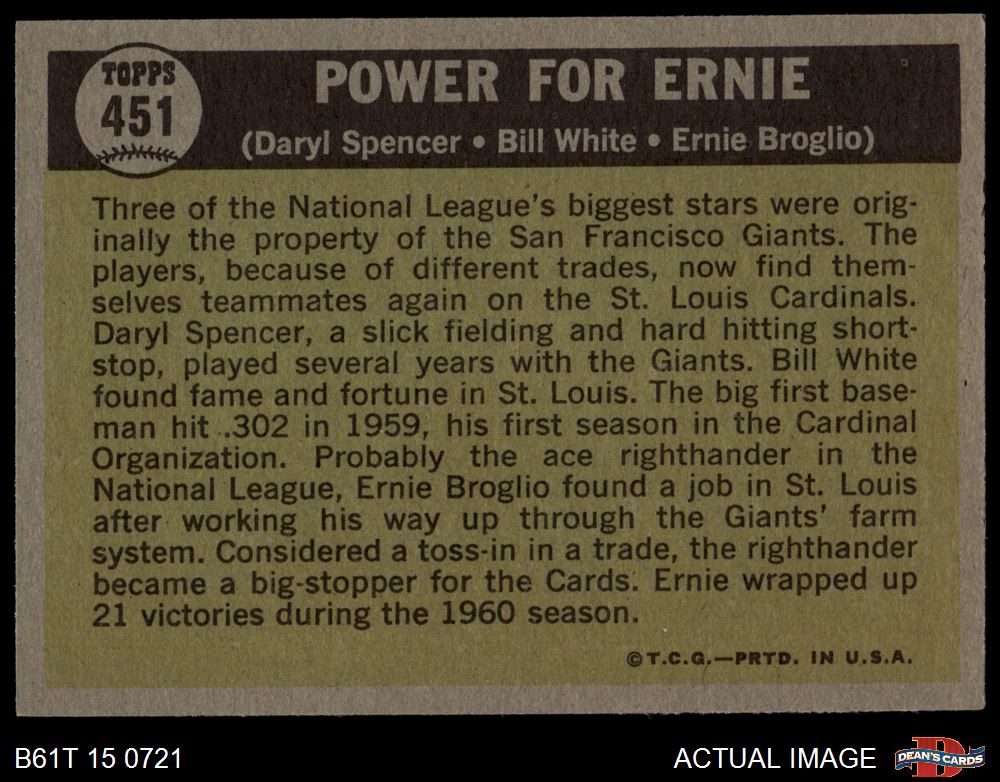 TOPPS
451
POWER FOR ERNIE
(Daryl Spencer • Bill White • Ernie Broglio)
Three of the National League's biggest stars were orig-
inally the property of the San Francisco Giants. The
players, because of different trades, now find them-
selves teammates again on the St. Louis Cardinals.
Daryl Spencer, a slick fielding and hard hitting short-
stop, played several years with the Giants. Bill White
found fame and fortune in St. Louis. The big first base-
man hit .302 in 1959, his first season in the Cardinal
Organization. Probably the ace righthander in the
National League, Ernie Broglio found a job in St. Louis
after working his way up through the Giants' farm
system. Considered a toss-in in a trade, the righthander
became a big-stopper for the Cards. Ernie wrapped up
21 victories during the 1960 season.
©T.C.G.—PRTD. IN U.S.A.
B61T 15 0721
ACTUAL IMAGE
D
DEAN'S CARDS